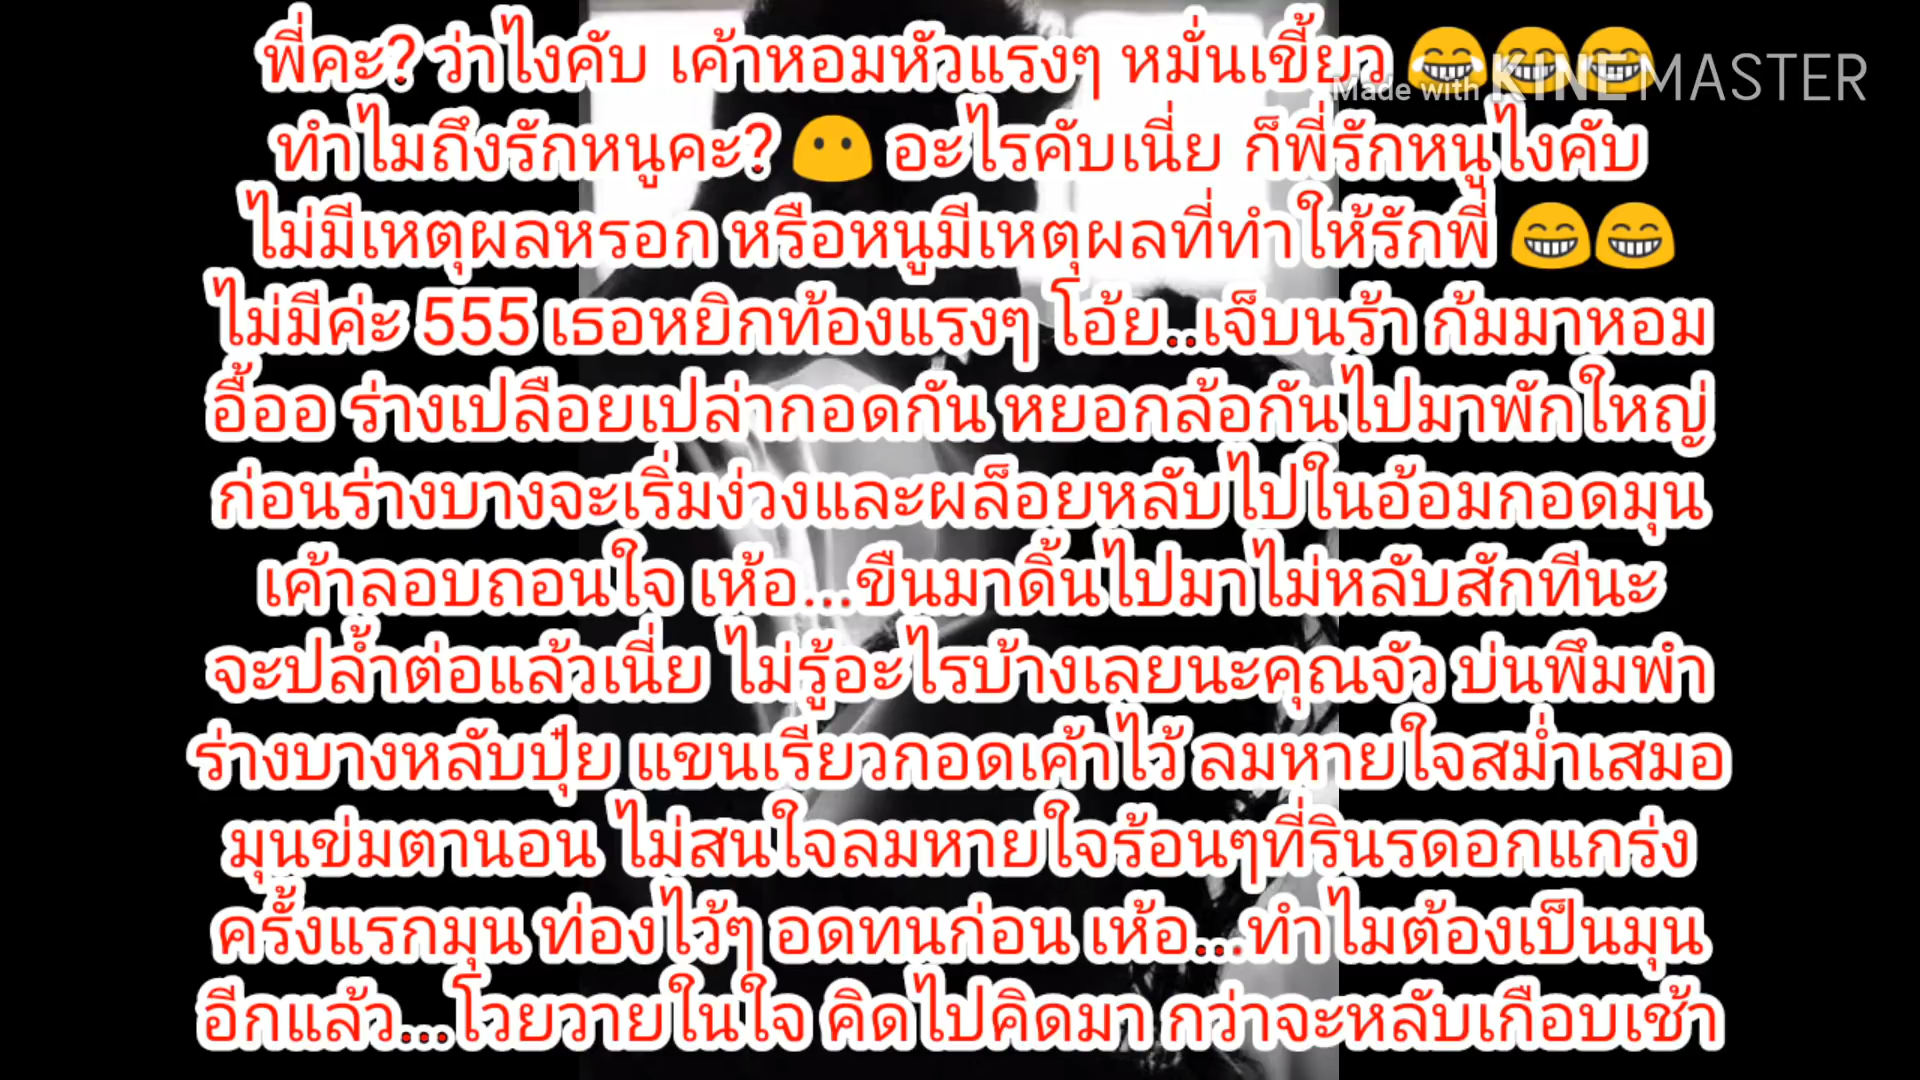 พี่คะ? ว่าไงคับ เค้าหอมหัวแรงๆ หมั่นเขี้ยว 😁😁😁
Made with KINEMASTER
ทำไมถึงรักหนูคะ? 😶 อะไรคับเนี่ย ก็พี่รักหนูไงคับ
ไม่มีเหตุผลหรอก หรือหนูมีเหตุผลที่ทำให้รักพี่ 😁😁
ไม่มีค่ะ 555 เธอหยิกท้องแรงๆ โอ้ย..เจ็บนร้า ก้มมาหอม
อื้ออ ร่างเปลือยเปล่ากอดกัน หยอกล้อกันไปมาพักใหญ่
ก่อนร่างบางจะเริ่มง่วงและผล็อยหลับไปในอ้อมกอดมุน
เค้าลอบถอนใจ เห้อ...ขืนมาดิ้นไปมาไม่หลับสักทีนะ
จะปล้ำต่อแล้วเนี่ย ไม่รู้อะไรบ้างเลยนะคุณจัว บ่นพึมพำ
ร่างบางหลับปุ๋ย แขนเรียวกอดเค้าไว้ ลมหายใจสม่ำเสมอ
มุนข่มตานอน ไม่สนใจลมหายใจร้อนๆที่รินรดอกแกร่ง
ครั้งแรกมุน ท่องไว้ๆ อดทนก่อน เห้อ...ทำไมต้องเป็นมุน
อีกแล้ว...โวยวายในใจ คิดไปคิดมา กว่าจะหลับเกือบเช้า